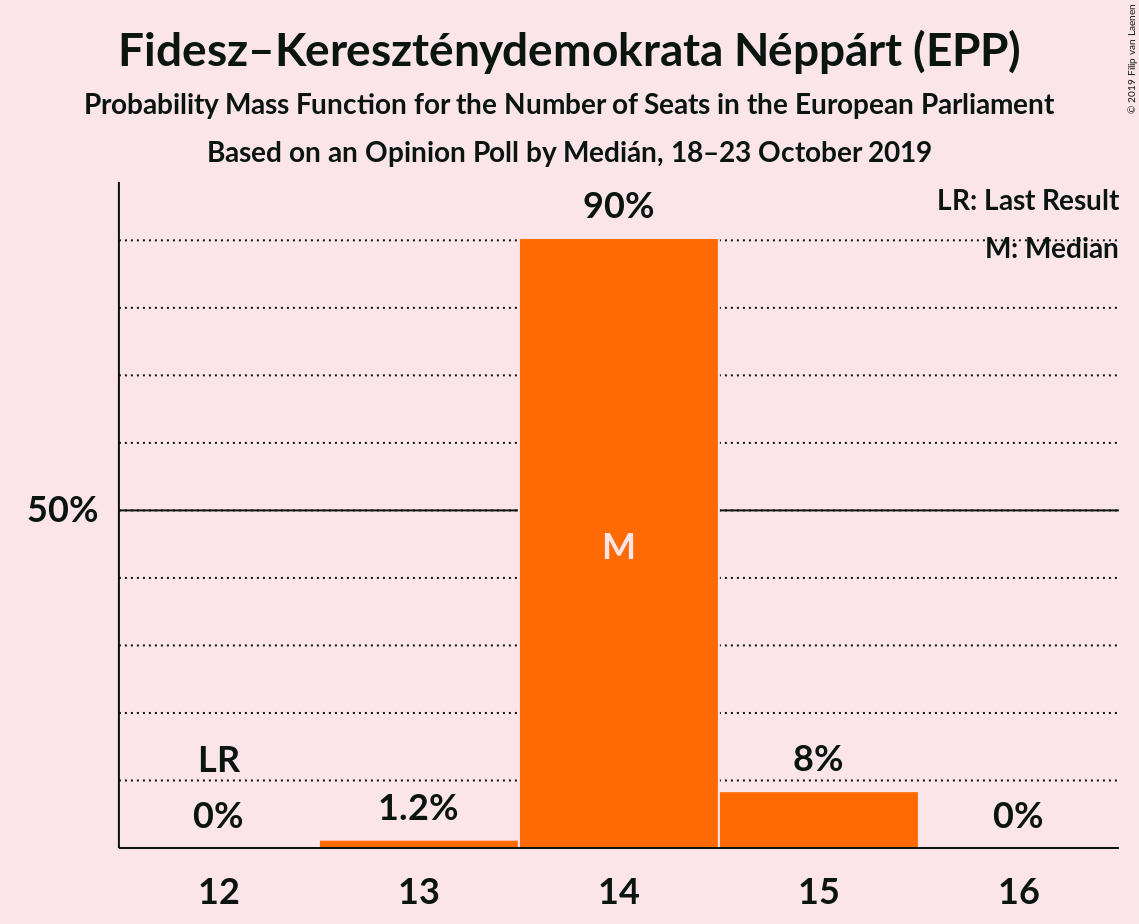 Fidesz–Kereszténydemokrata Néppárt (EPP)
Probability Mass Function for the Number of Seats in the European Parliament
Based on an Opinion Poll by Medián, 18–23 October 2019
© 2019 Filip van Laenen
LR: Last Result
M: Median
90%
50%
M
LR
0%
1.2%
8%
0%
12
13
14
15
16